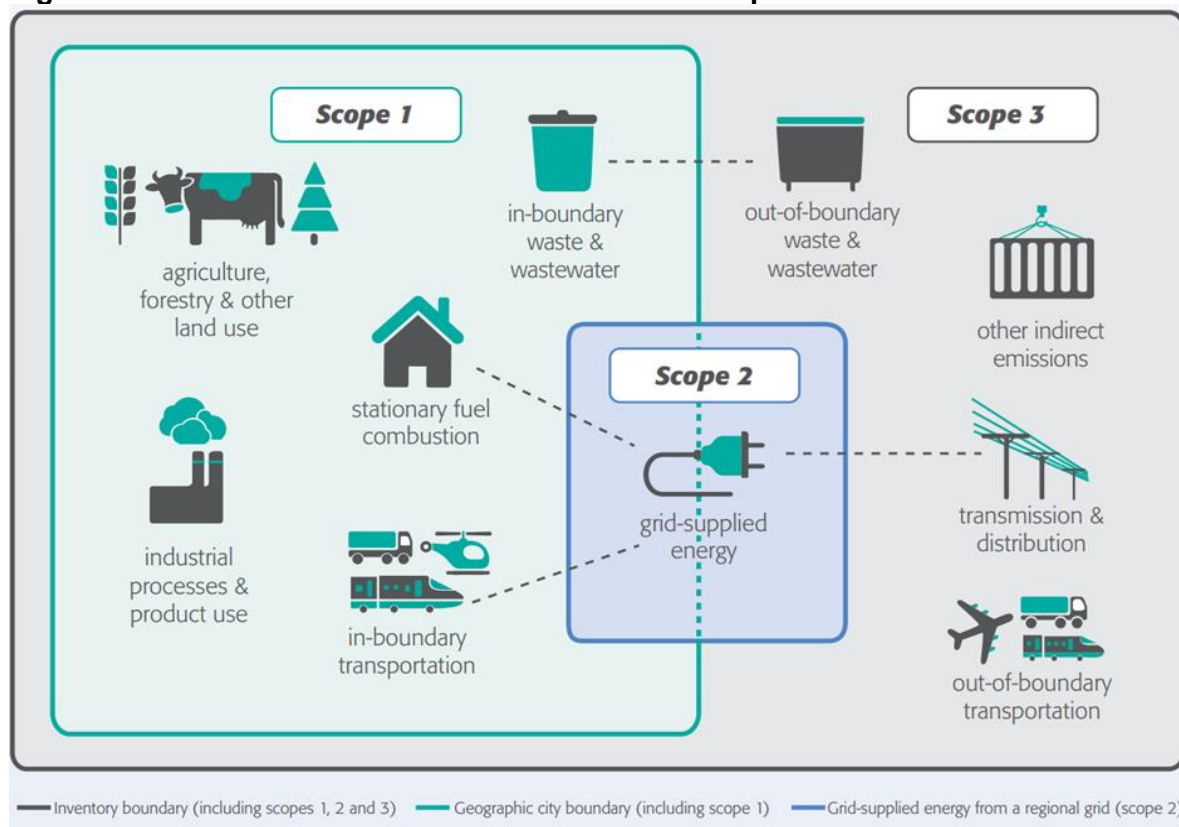 Scope 1
Scope 3
in-boundary
waste &
wastewater
out-of-boundary
waste &
wastewater
agriculture,
forestry & other
land use
other indirect
emissions
Scope 2
stationary fuel
combustion
grid-supplied
energy
transmission &
distribution
industrial
processes &
product use
in-boundary
transportation
out-of-boundary
transportation
Inventory boundary (including scopes 1, 2 and 3) Geographic city boundary (including scope 1) Grid-supplied energy from a regional grid (scope 2)